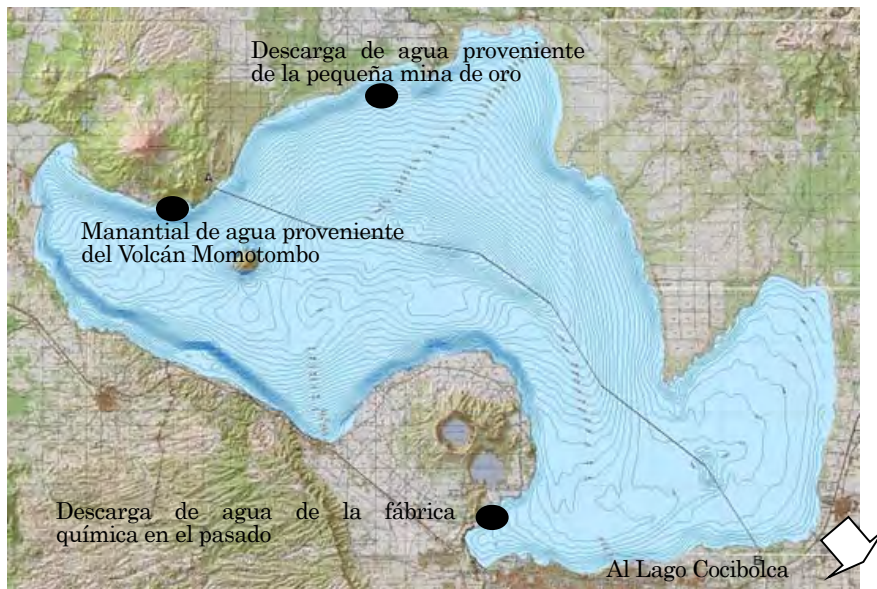 Descarga de agua proveniente
de la pequeña mina de oro
A
Manantial de agua proveniente
del Volcán Momotombo
Descarga de agua de la fábrica
química en el pasado
Al Lago Cocibolca
B